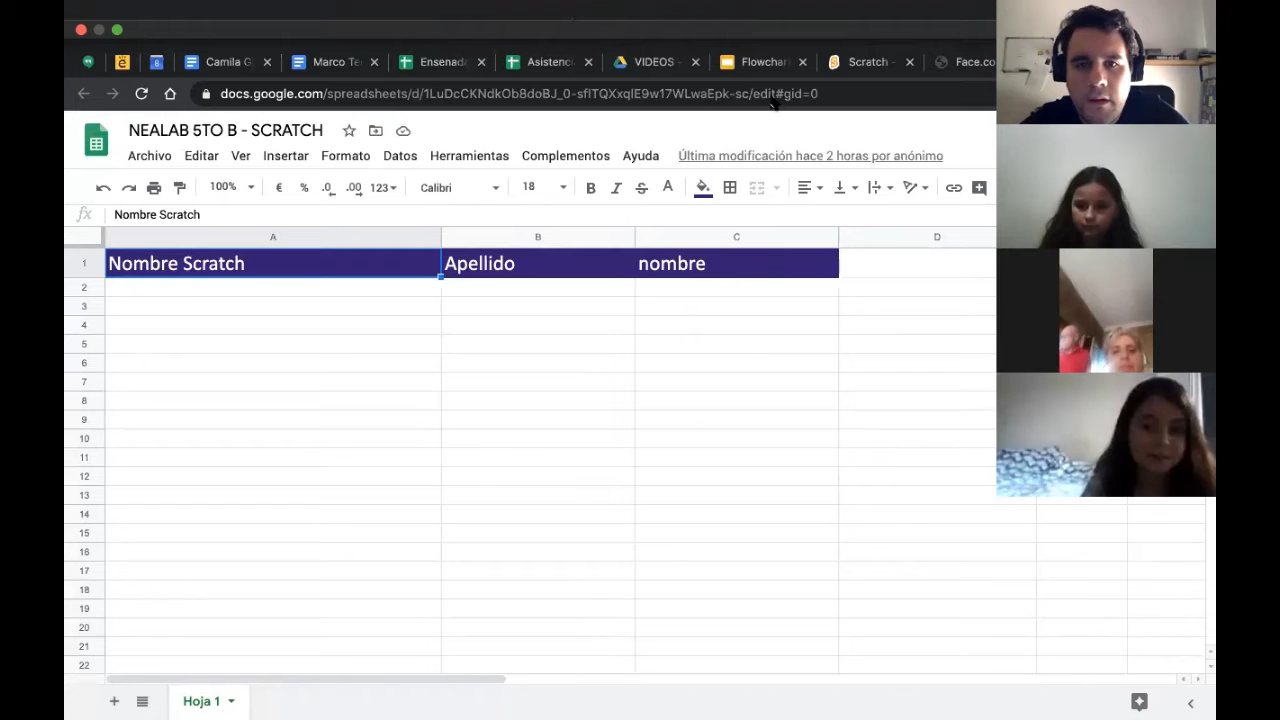 Camila G
Marco Te
Ensenad
Asistenc
VIDEOS -
Flowchar
Scratch -
Face.co
docs.google.com/spreadsheets/d/1LuDcCKNdkOb8doBJ_0-sflTQXxqlE9w17WLwaEpk-sc/edit#gid=0
NEALAB 5TO B - SCRATCH
Archivo Editar Ver Insertar Formato Datos Herramientas Complementos Ayuda Última modificación hace 2 horas por anónimo
100% € % .0 .00 123 Calibri 18 B I S A
fx Nombre Scratch
A B C D
1 Nombre Scratch Apellido nombre
2
3
4
5
6
7
8
9
10
11
12
13
14
15
16
17
18
19
20
21
22
Hoja 1